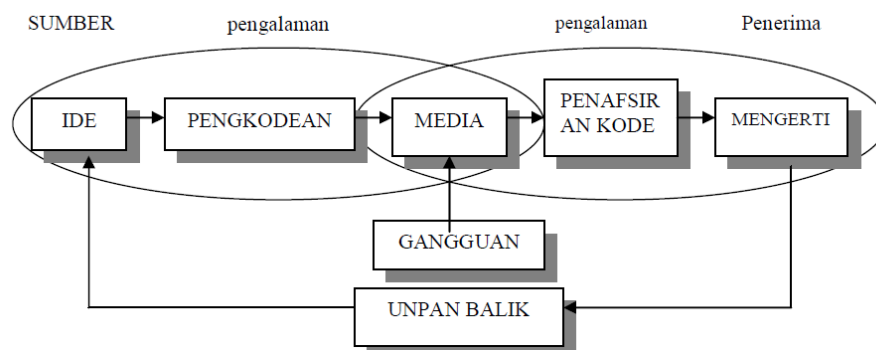 SUMBER
pengalaman
pengalaman
Penerima
IDE
PENGKODEAN
MEDIA
PENAFSIR
AN KODE
MENGERTI
GANGGUAN
UNPAN BALIK